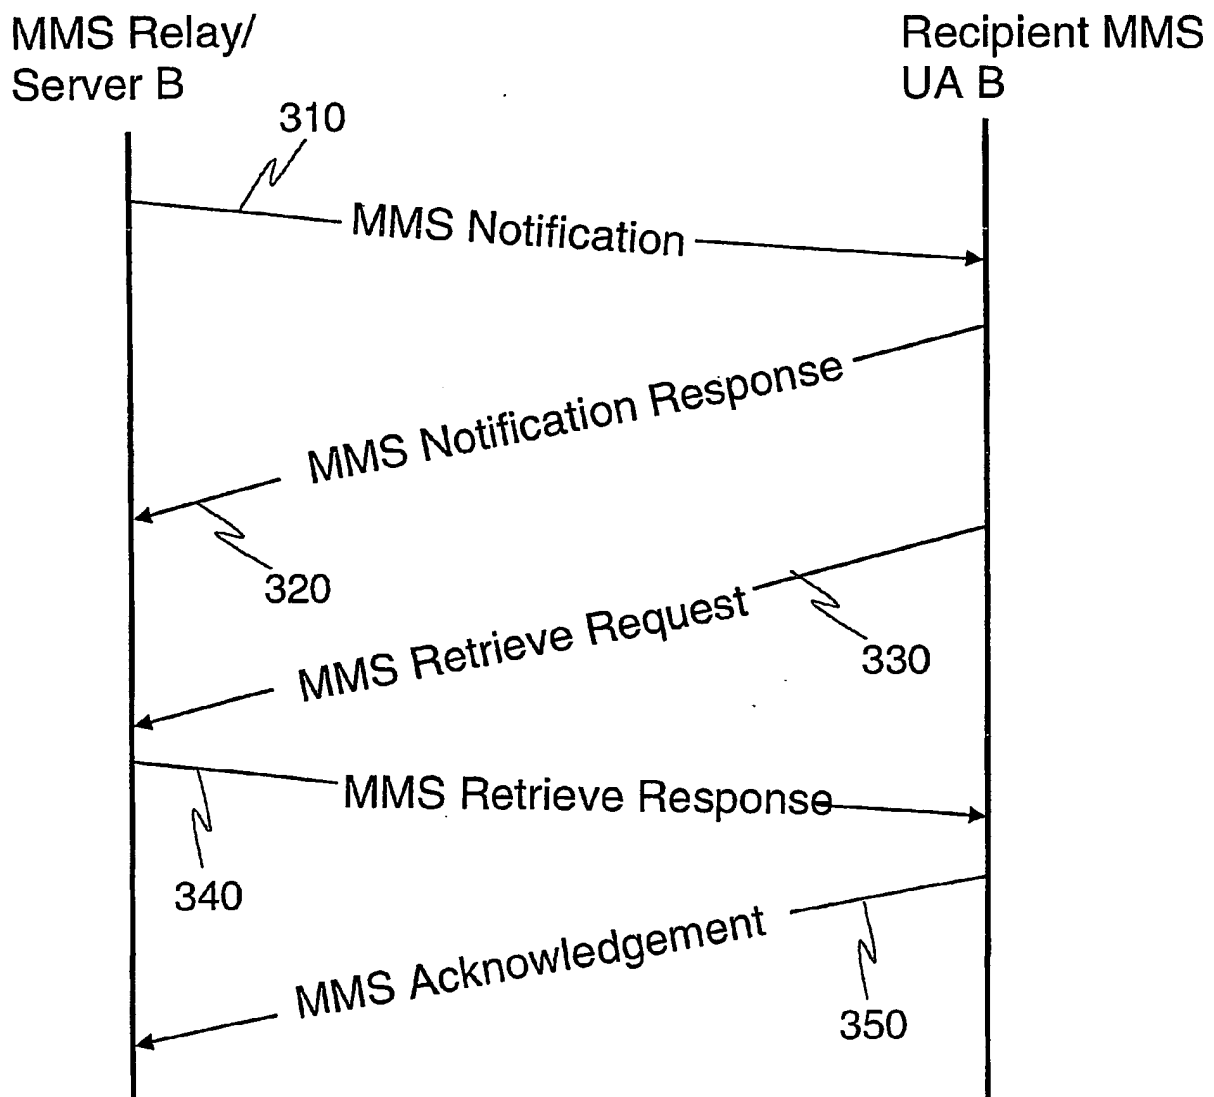 MMS Relay/
Server B
Recipient MMS
UA B
310
MMS Notification
MMS Notification Response
320
MMS Retrieve Request
330
MMS Retrieve Response
340
MMS Acknowledgement
350